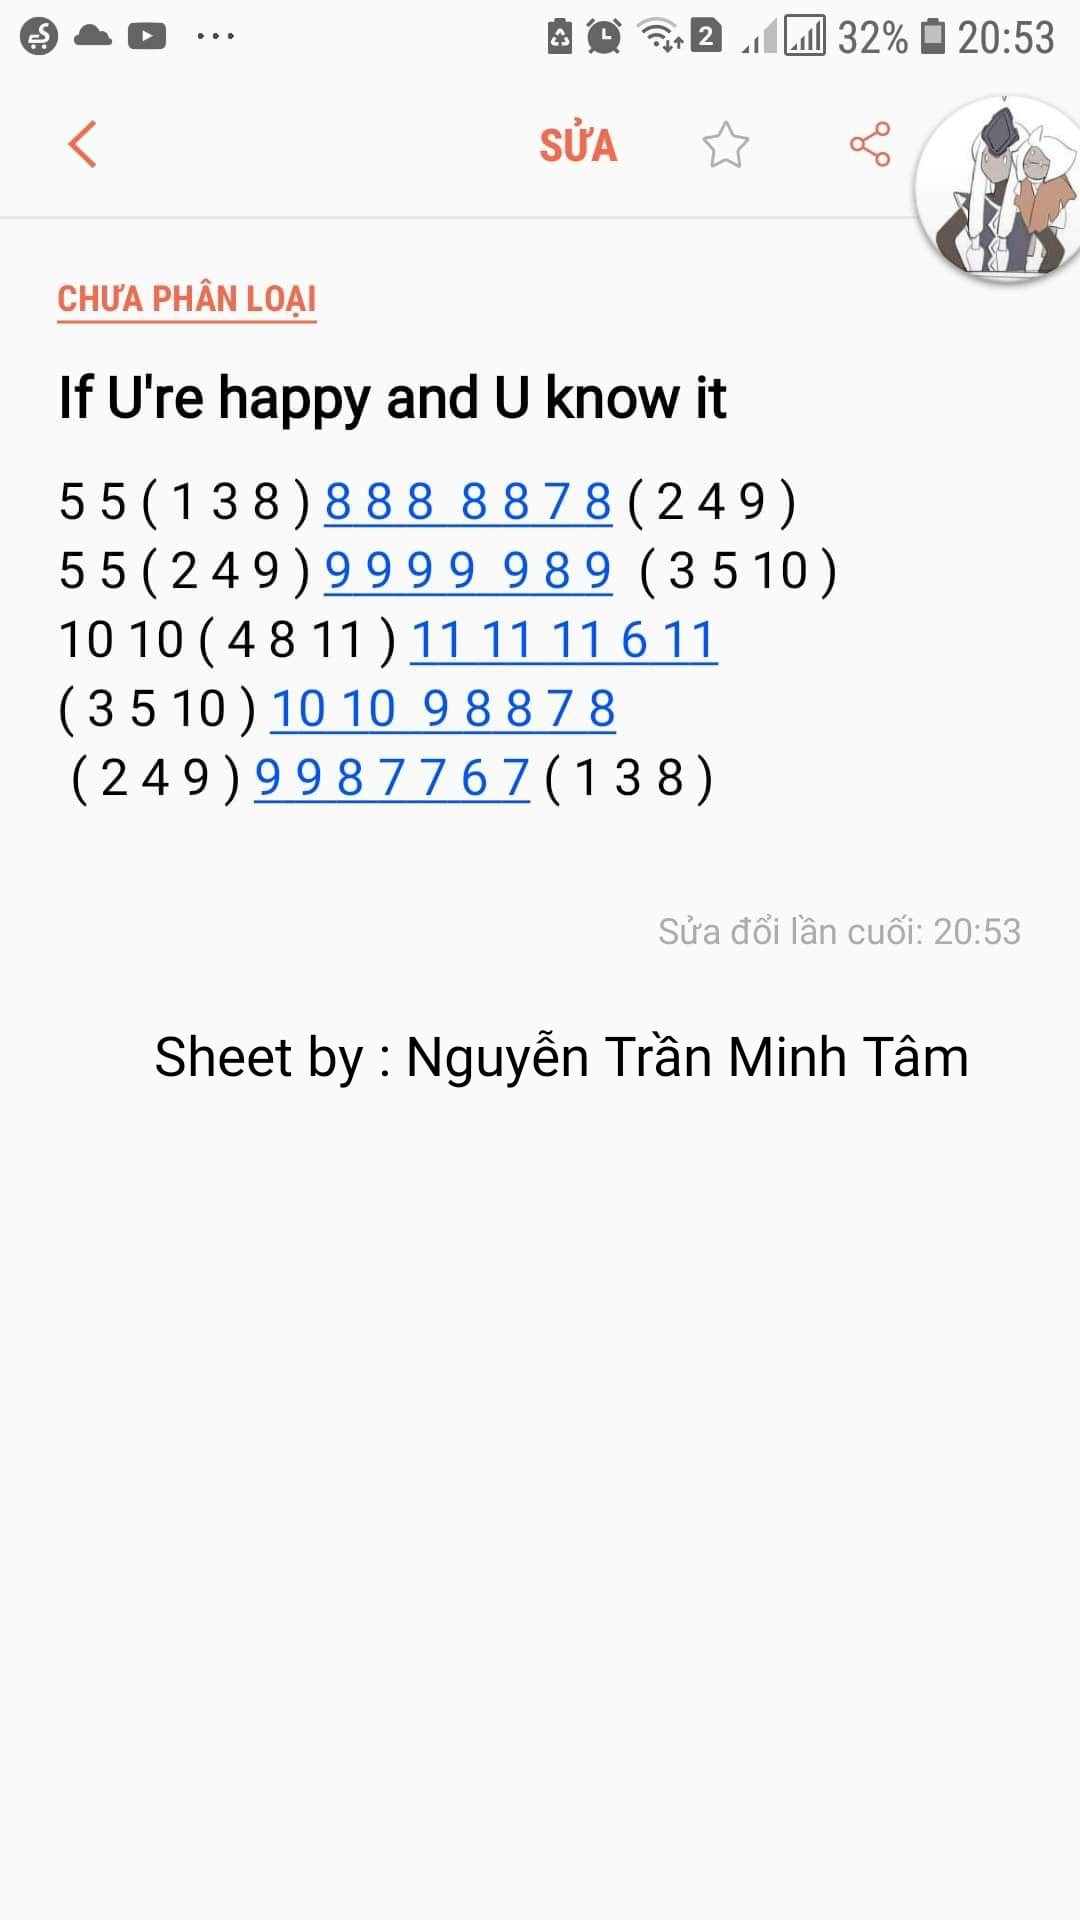 2 32% 20:53
SỬA
CHƯA PHÂN LOẠI
If U're happy and U know it
5 5 ( 1 3 8 ) 8 8 8 8 8 7 8 ( 2 4 9 )
5 5 ( 2 4 9 ) 9 9 9 9 9 8 9 ( 3 5 10 )
10 10 ( 4 8 11 ) 11 11 11 6 11
( 3 5 10 ) 10 10 9 8 8 7 8
( 2 4 9 ) 9 9 8 7 7 6 7 ( 1 3 8 )
Sửa đổi lần cuối: 20:53
Sheet by : Nguyễn Trần Minh Tâm